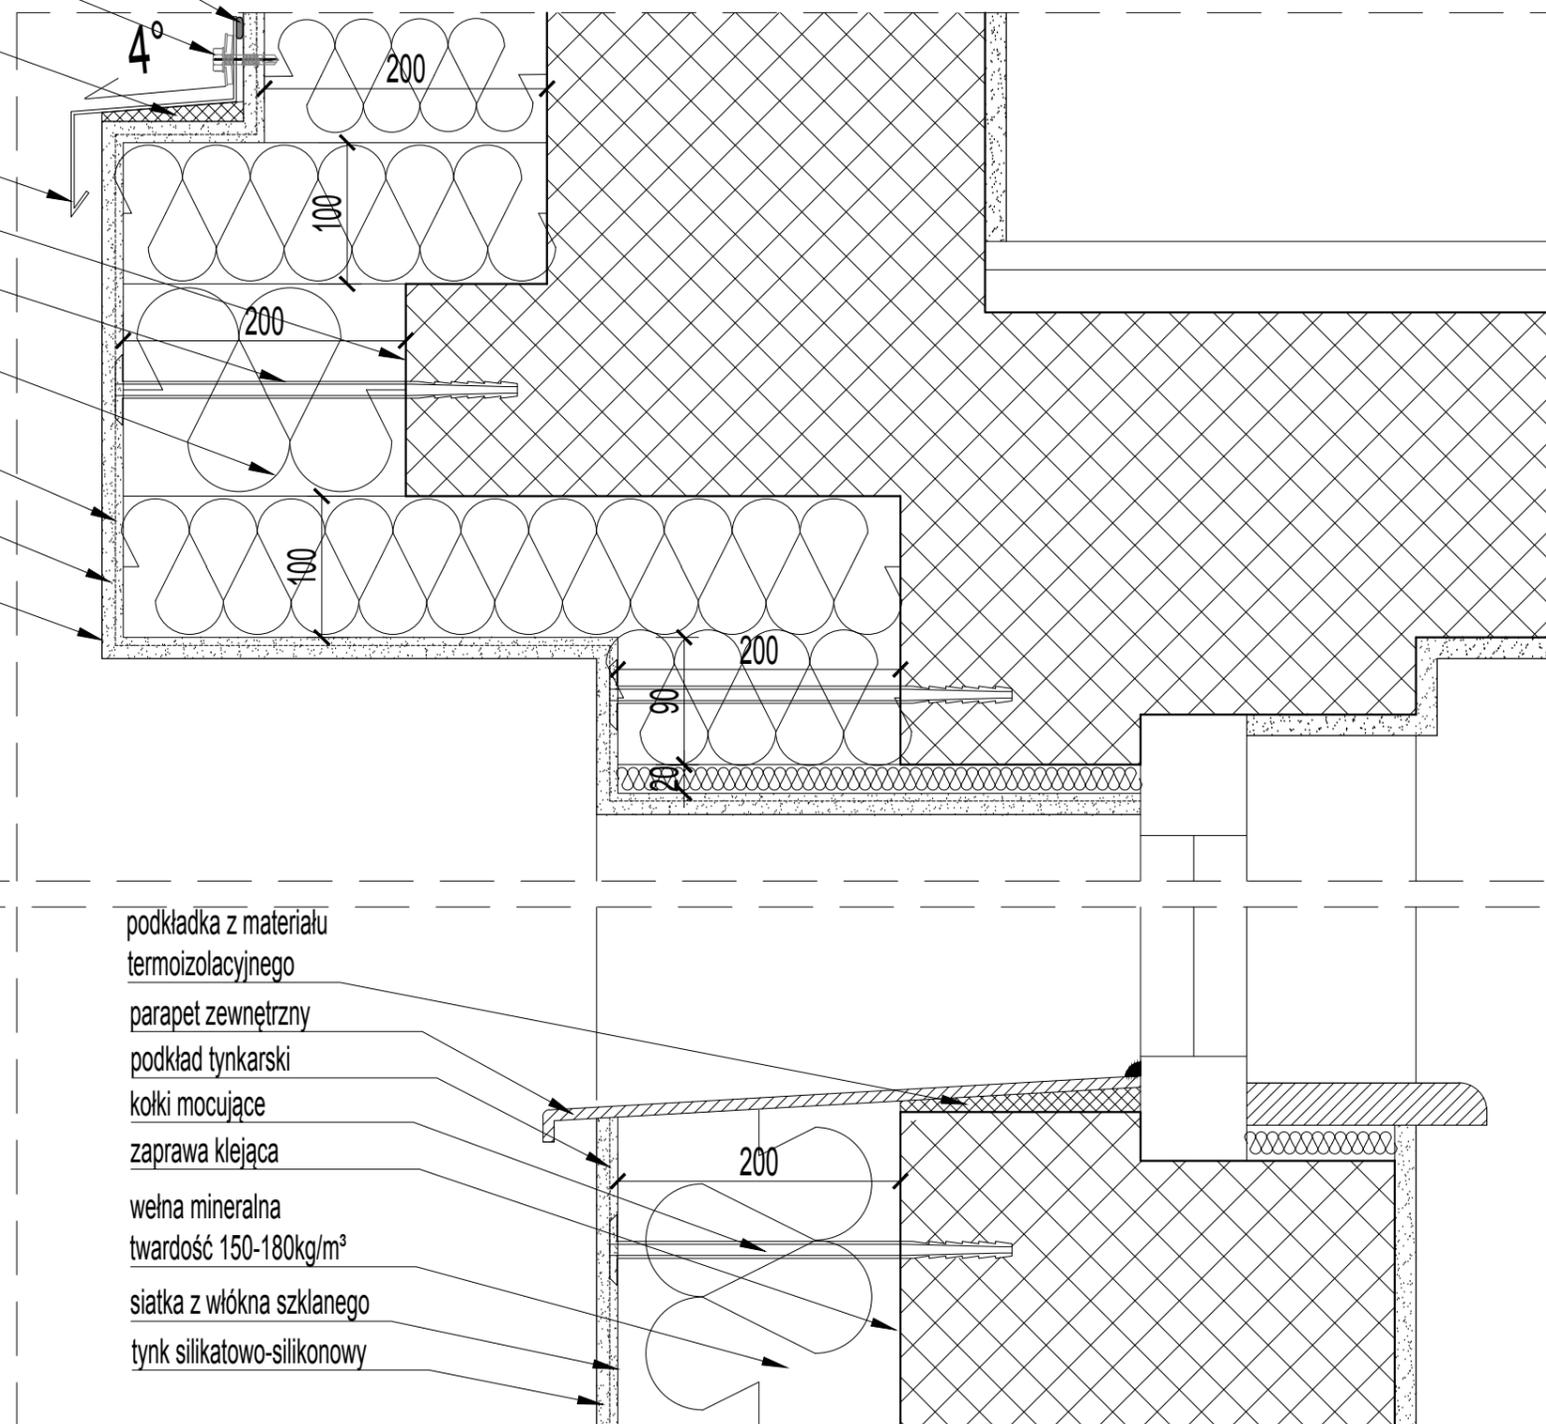 4°
200
100
200
100
200
90
20
podkładka z materiału
termoizolacyjnego
parapet zewnętrzny
podkład tynkarski
kołki mocujące
zaprawa klejąca
200
wełna mineralna
twardość 150-180kg/m³
siatka z włókna szklanego
tynk silikatowo-silikonowy